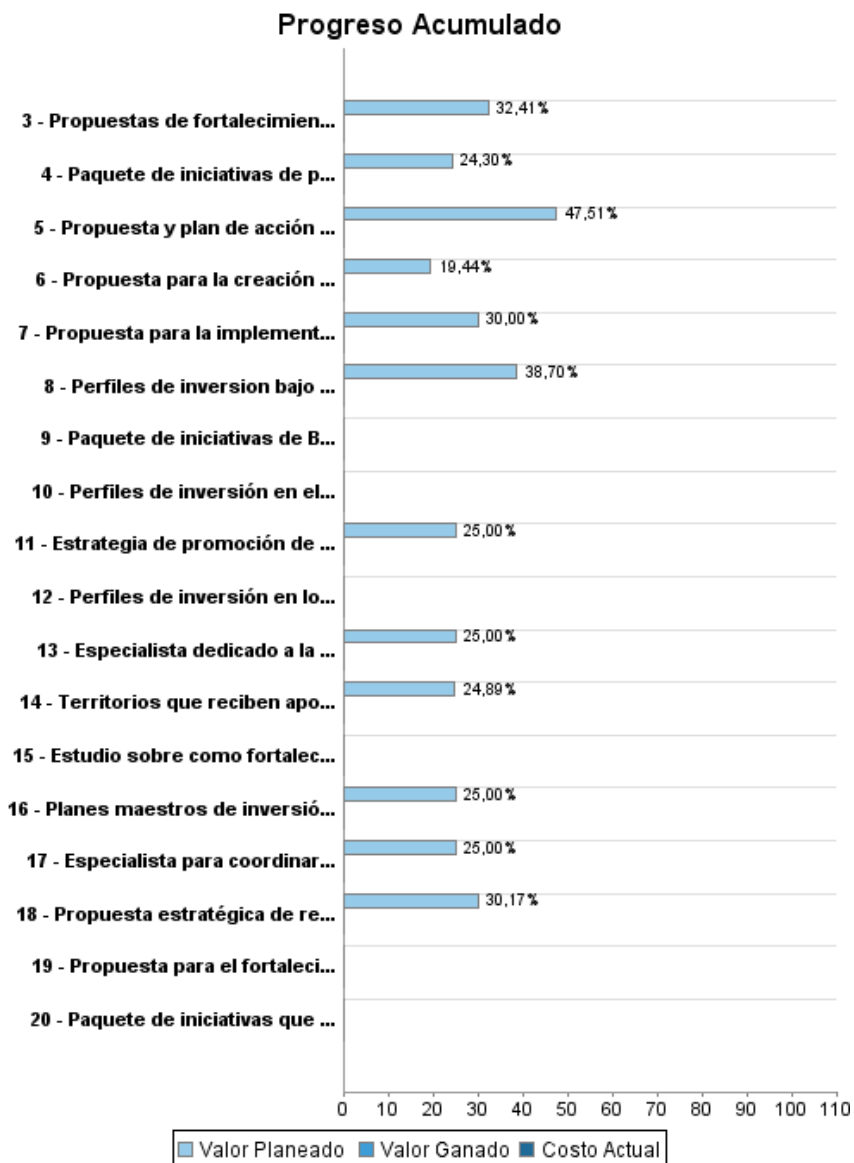 Progreso Acumulado
3 - Propuestas de fortalecimien... 32,41%
4 - Paquete de iniciativas de p... 24,30%
5 - Propuesta y plan de acción ... 47,51%
6 - Propuesta para la creación ... 19,44%
7 - Propuesta para la implement... 30,00%
8 - Perfiles de inversion bajo ... 38,70%
9 - Paquete de iniciativas de B...
10 - Perfiles de inversión en el...
11 - Estrategia de promoción de ... 25,00%
12 - Perfiles de inversión en lo...
13 - Especialista dedicado a la ... 25,00%
14 - Territorios que reciben apo... 24,89%
15 - Estudio sobre como fortalec...
16 - Planes maestros de inversió... 25,00%
17 - Especialista para coordinar... 25,00%
18 - Propuesta estratégica de re... 30,17%
19 - Propuesta para el fortaleci...
20 - Paquete de iniciativas que ...
0 10 20 30 40 50 60 70 80 90 100 110
Valor Planeado Valor Ganado Costo Actual